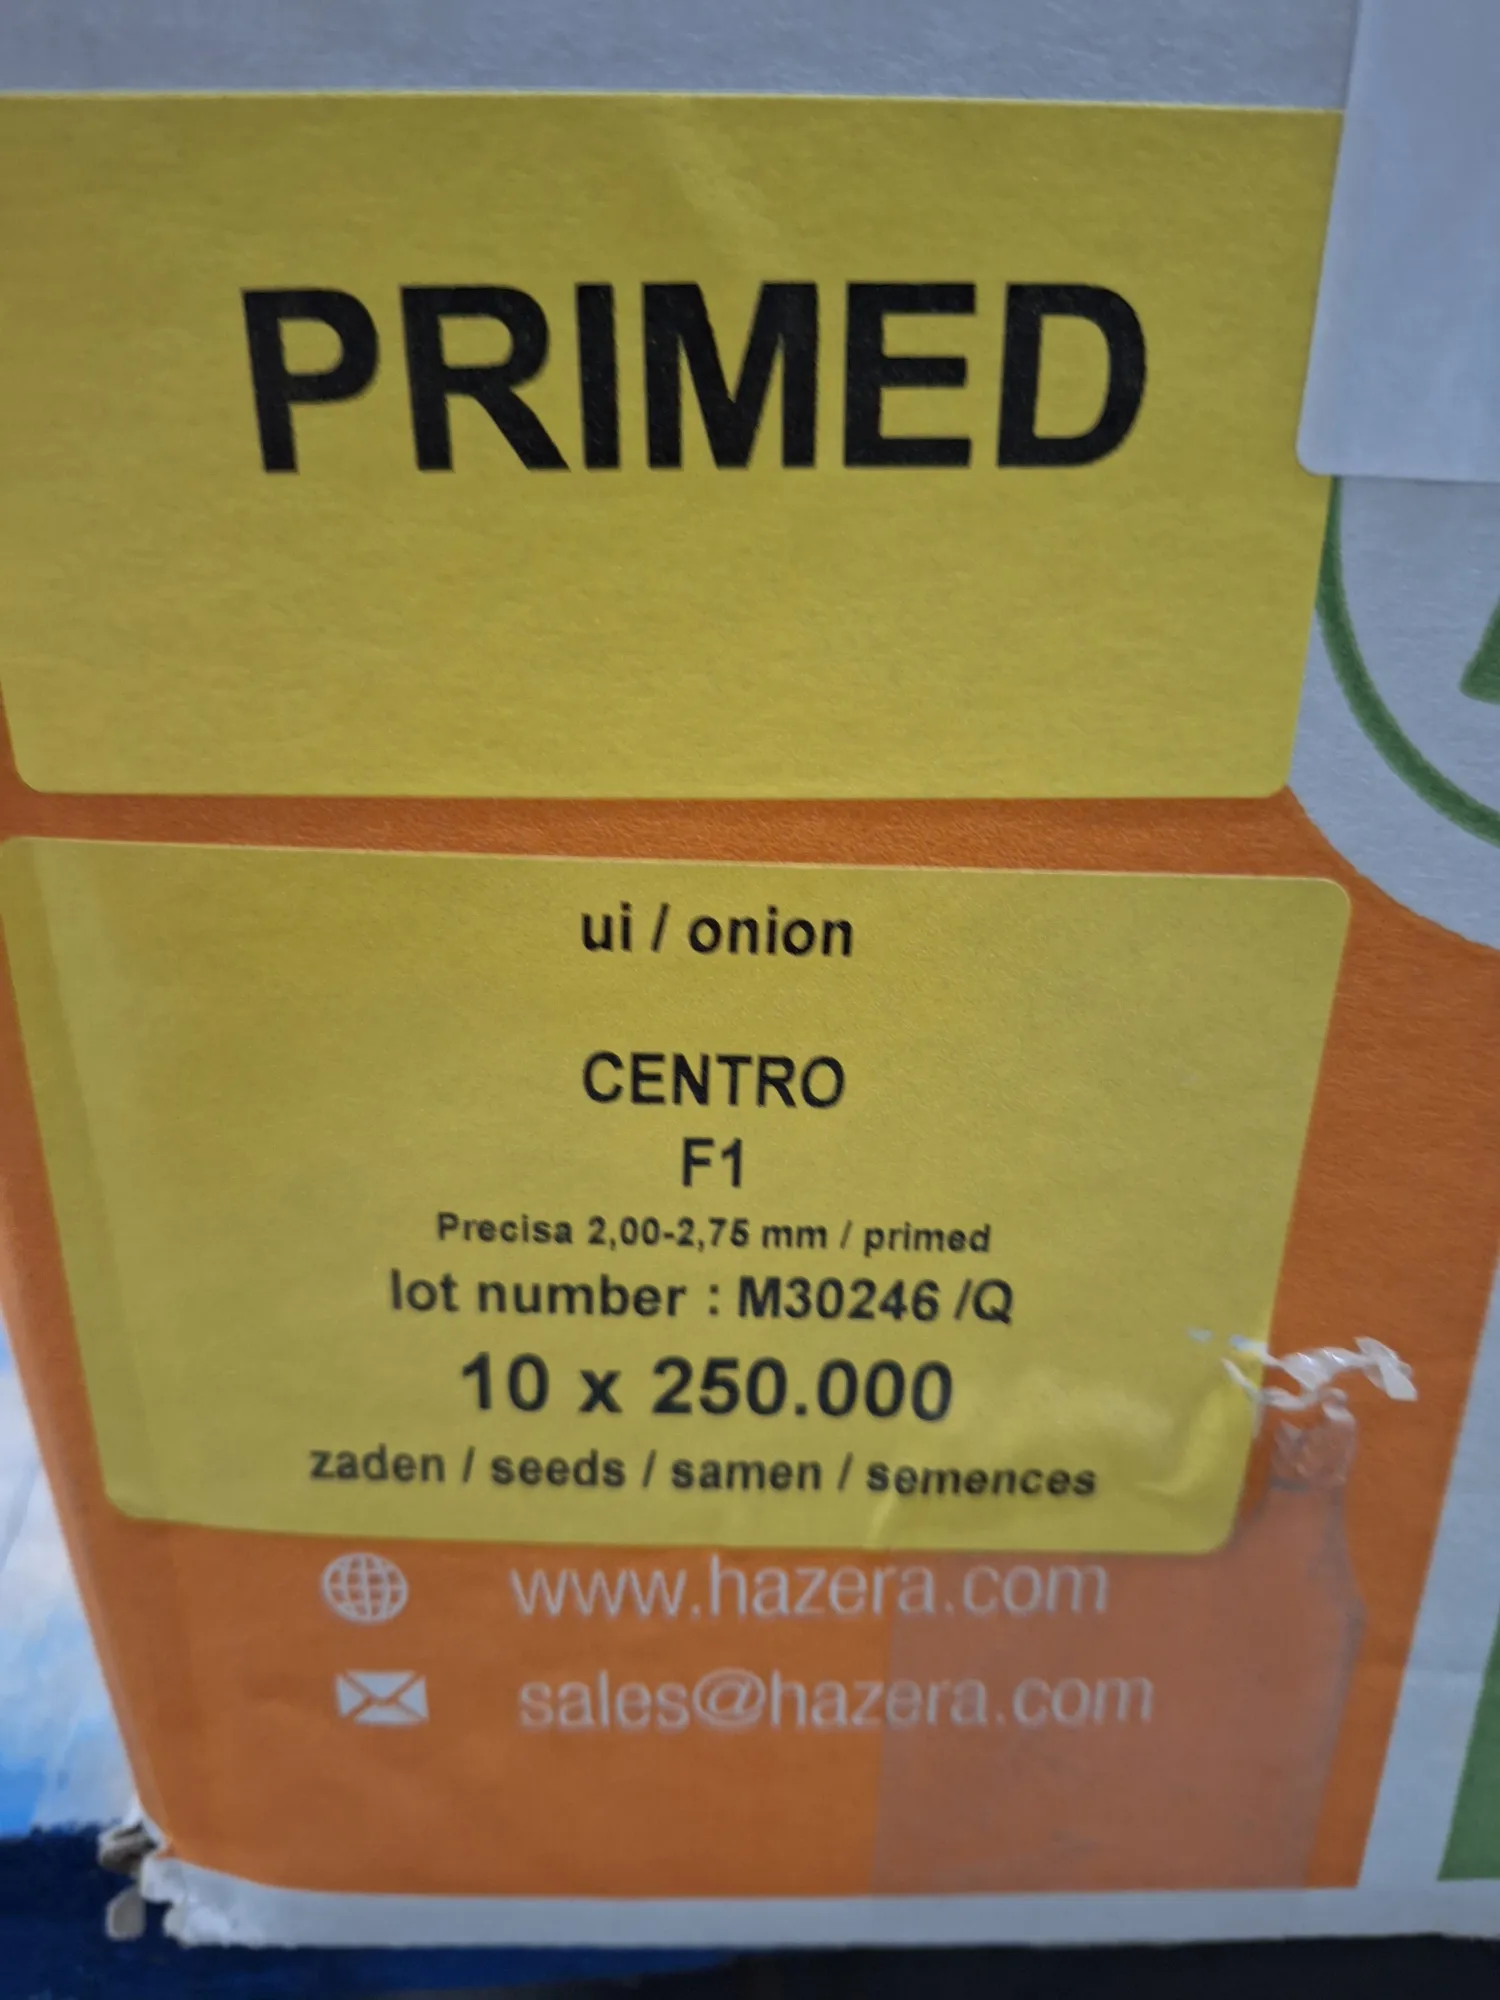 PRIMED
ui / onion
CENTRO
F1
Precisa 2,00-2,75 mm / primed
lot number : M30246 /Q
10 x 250.000
zaden / seeds / samen / semences
www.hazera.com
sales@hazera.com